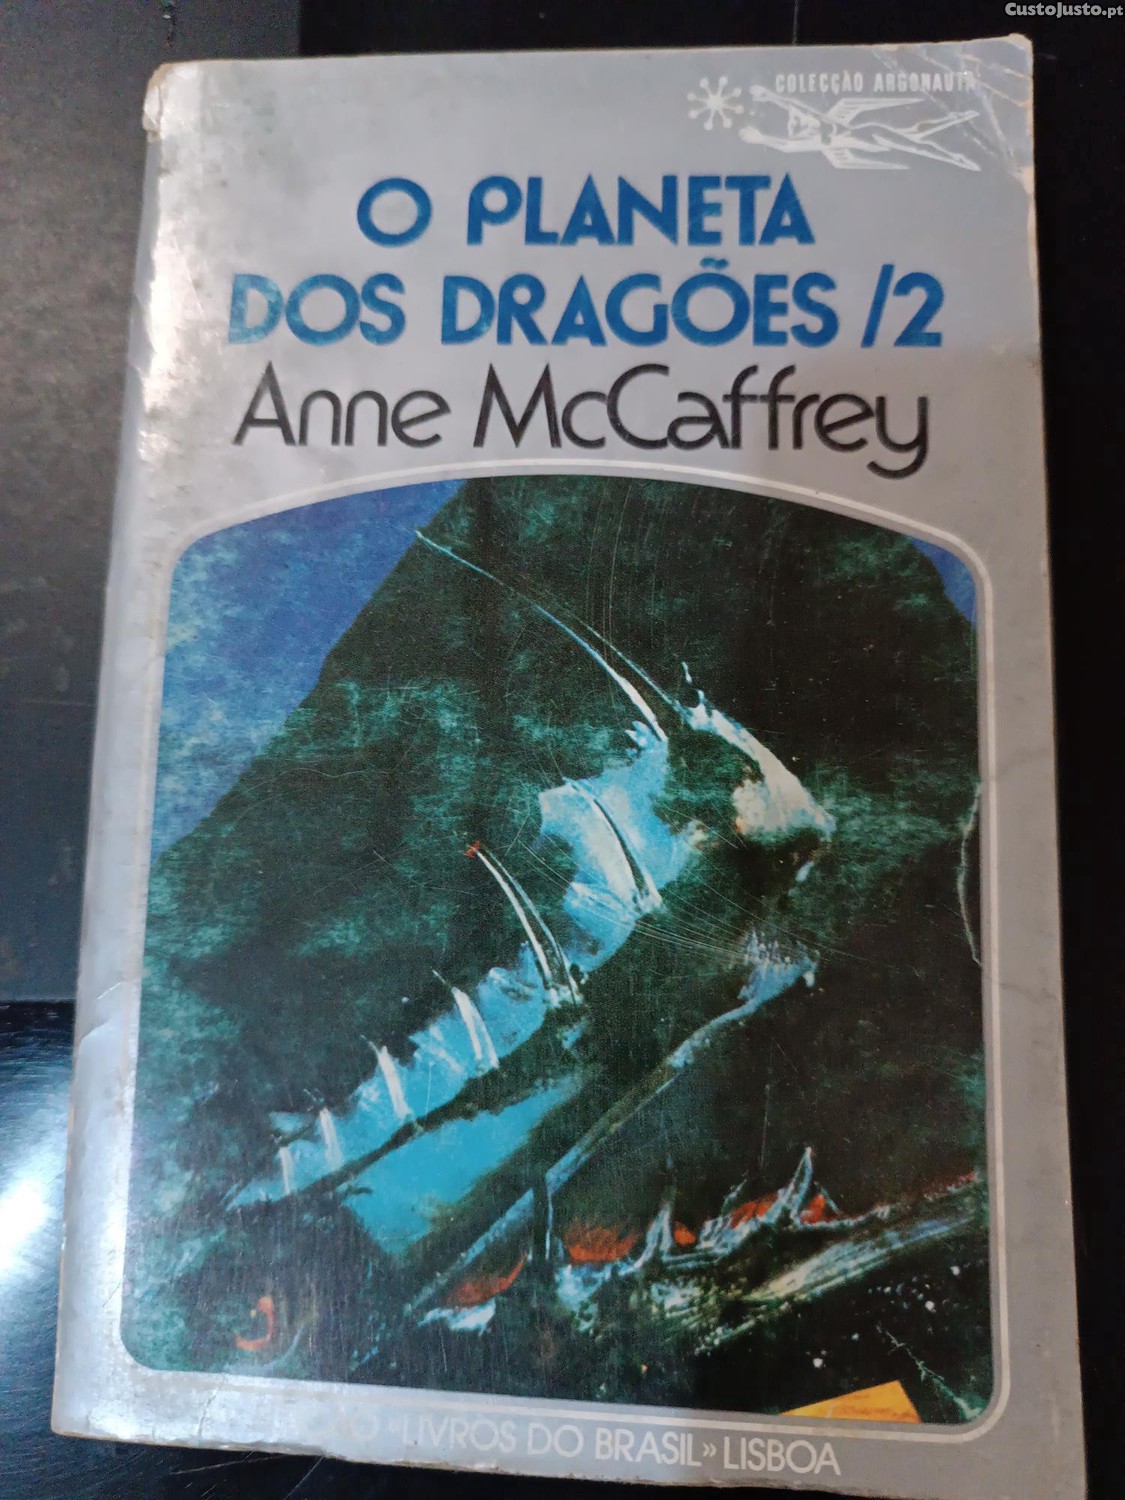 CustoJusto.pt
COLECÇÃO ARGONAUTA
O PLANETA
DOS DRAGÕES /2
Anne McCaffrey
«LIVROS DO BRASIL» LISBOA